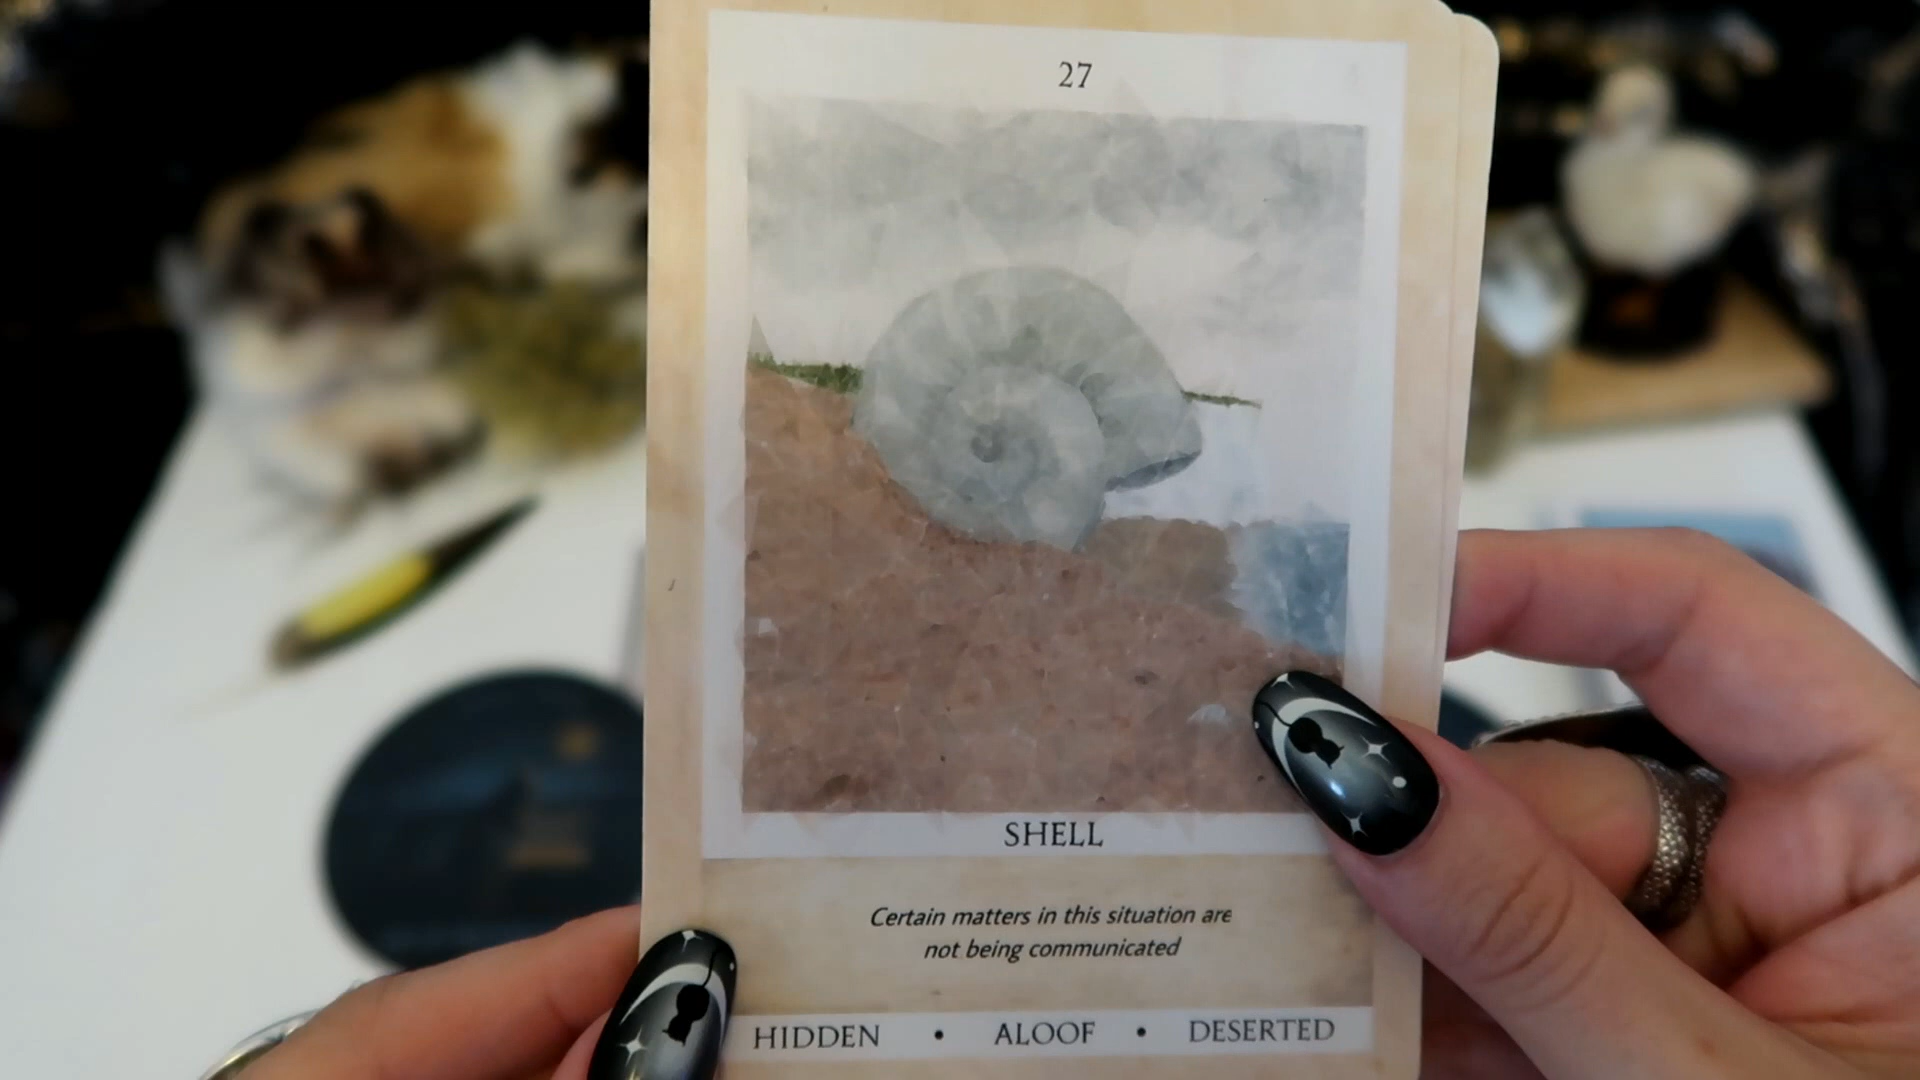 27
SHELL
Certain matters in this situation are
not being communicated
HIDDEN • ALOOF • DESERTED